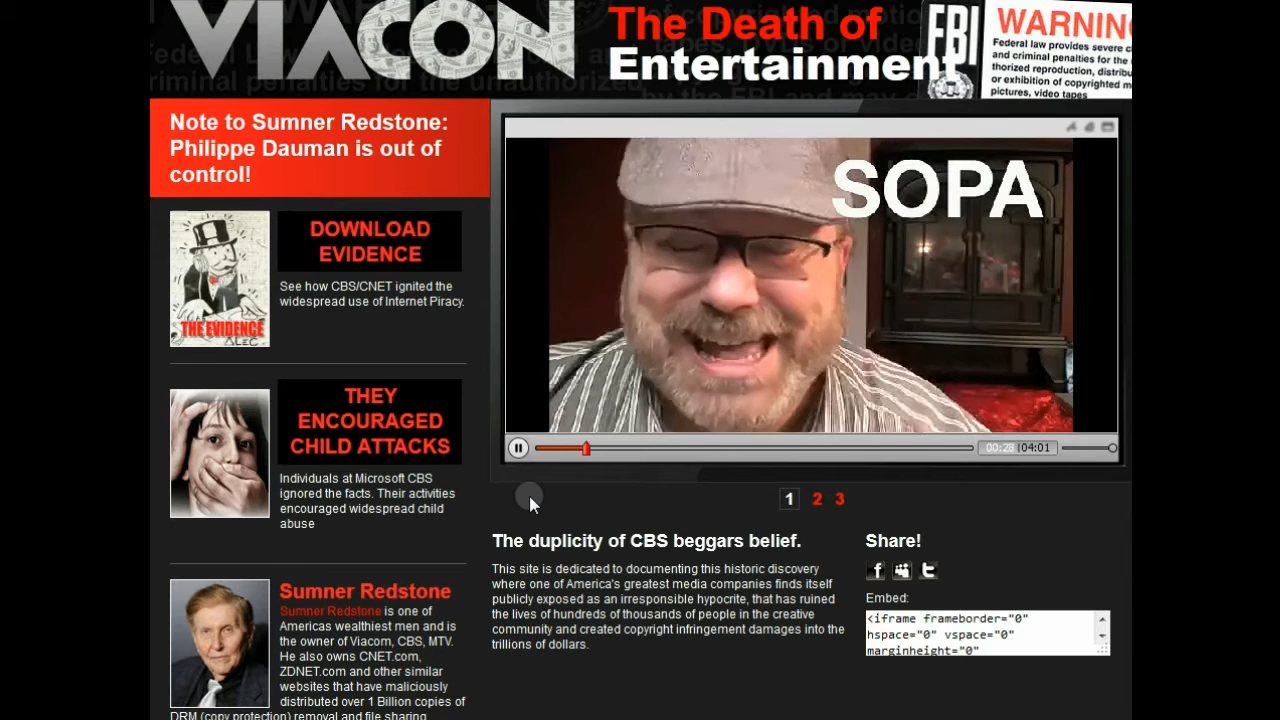 VIACON
The Death of
Entertainment
FBI
WARNING
Federal law provides severe c
and criminal penalties for the
thorized reproduction, distribu
or exhibition of copyrighted m
pictures, video tapes
Note to Sumner Redstone:
Philippe Dauman is out of
control!
THE EVIDENCE
ALEC
DOWNLOAD
EVIDENCE
See how CBS/CNET ignited the
widespread use of Internet Piracy.
THEY
ENCOURAGED
CHILD ATTACKS
Individuals at Microsoft CBS
ignored the facts. Their activities
encouraged widespread child
abuse
Sumner Redstone
Sumner Redstone is one of
Americas wealthiest men and is
the owner of Viacom, CBS, MTV.
He also owns CNET.com,
ZDNET.com and other similar
websites that have maliciously
distributed over 1 Billion copies of
DRM (copy protection) removal and file sharing
SOPA
00:28 |04:01
1 2 3
The duplicity of CBS beggars belief.
This site is dedicated to documenting this historic discovery
where one of America's greatest media companies finds itself
publicly exposed as an irresponsible hypocrite, that has ruined
the lives of hundreds of thousands of people in the creative
community and created copyright infringement damages into the
trillions of dollars.
Share!
Embed:
<iframe frameborder="0"
hspace="0" vspace="0"
marginheight="0"